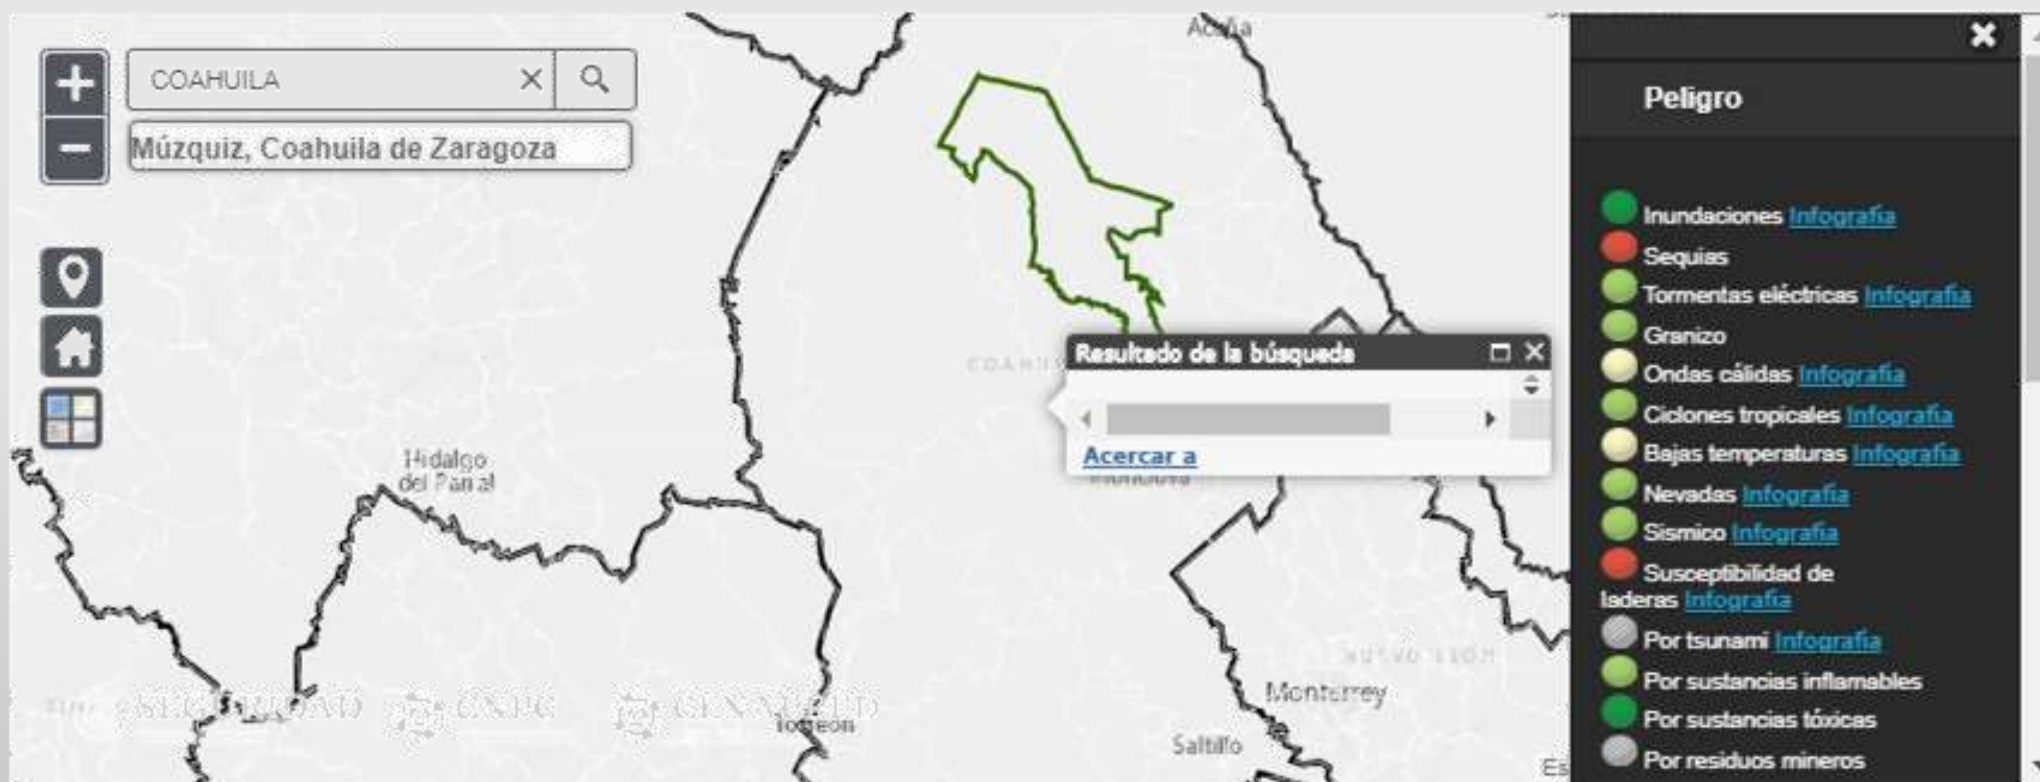 Acuña
COAHUILA
Múzquiz, Coahuila de Zaragoza
Peligro
Inundaciones Infografía
Sequías
Tormentas eléctricas Infografía
Granizo
Ondas cálidas Infografía
Ciclones tropicales Infografía
Bajas temperaturas Infografía
Nevadas Infografía
Sísmico Infografía
Susceptibilidad de
laderas Infografía
Por tsunami Infografía
Por sustancias inflamables
Por sustancias tóxicas
Por residuos mineros
Resultado de la búsqueda
Acercar a
Hidalgo
del Parral
NUEVO LEÓN
Monterrey
Torreón
Saltillo